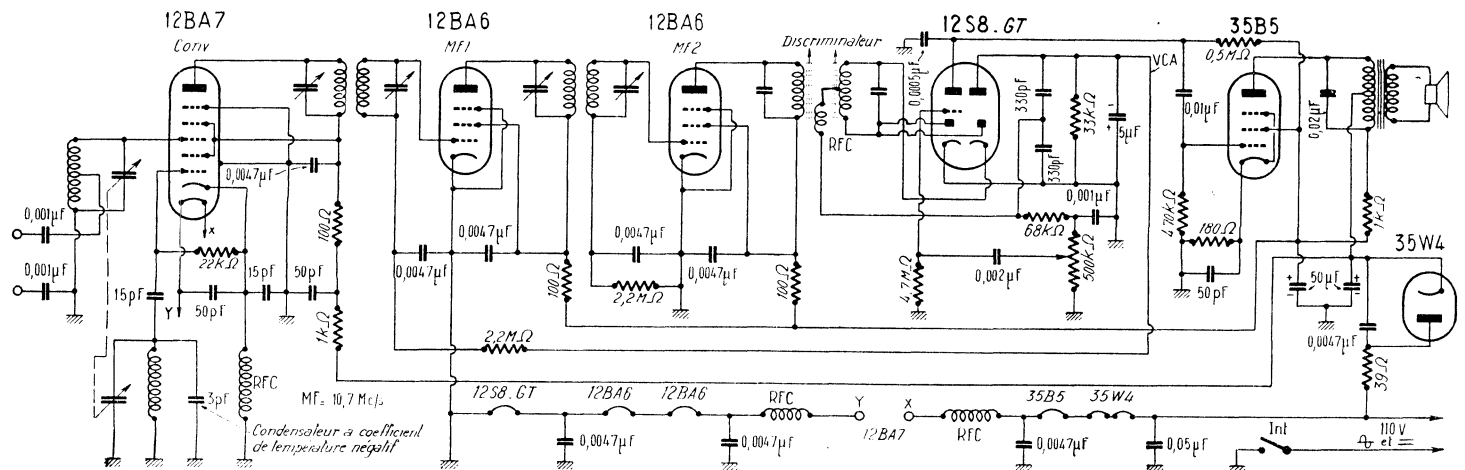 12BA7
Conv
12BA6
MF1
12BA6
MF2
Discriminateur
12S8.GT
35B5
0,5MΩ
VCA
0,0005µF
330pF
33kΩ
5µF
0,01µF
0,02µF
RFC
330pF
0,0047µF
0,001µF
100Ω
0,001µF
68kΩ
470kΩ
180Ω
1kΩ
35W4
X
22kΩ
0,0047µF
0,0047µF
0,0047µF
0,0047µF
0,002µF
500kΩ
4,7MΩ
0,001µF
15pF
50pF
15pF
50pF
Y
100Ω
2,2MΩ
100Ω
50pF
50µF
1kΩ
2,2MΩ
0,0047µF
39Ω
RFC
3pF
MF= 10,7 Mc/s
12S8.GT
12BA6
12BA6
RFC
Y
X
12BA7
RFC
35B5
35W4
Condensateur a coefficient
de température négatif
0,0047µF
0,0047µF
0,0047µF
0,05µF
Int
110V
et